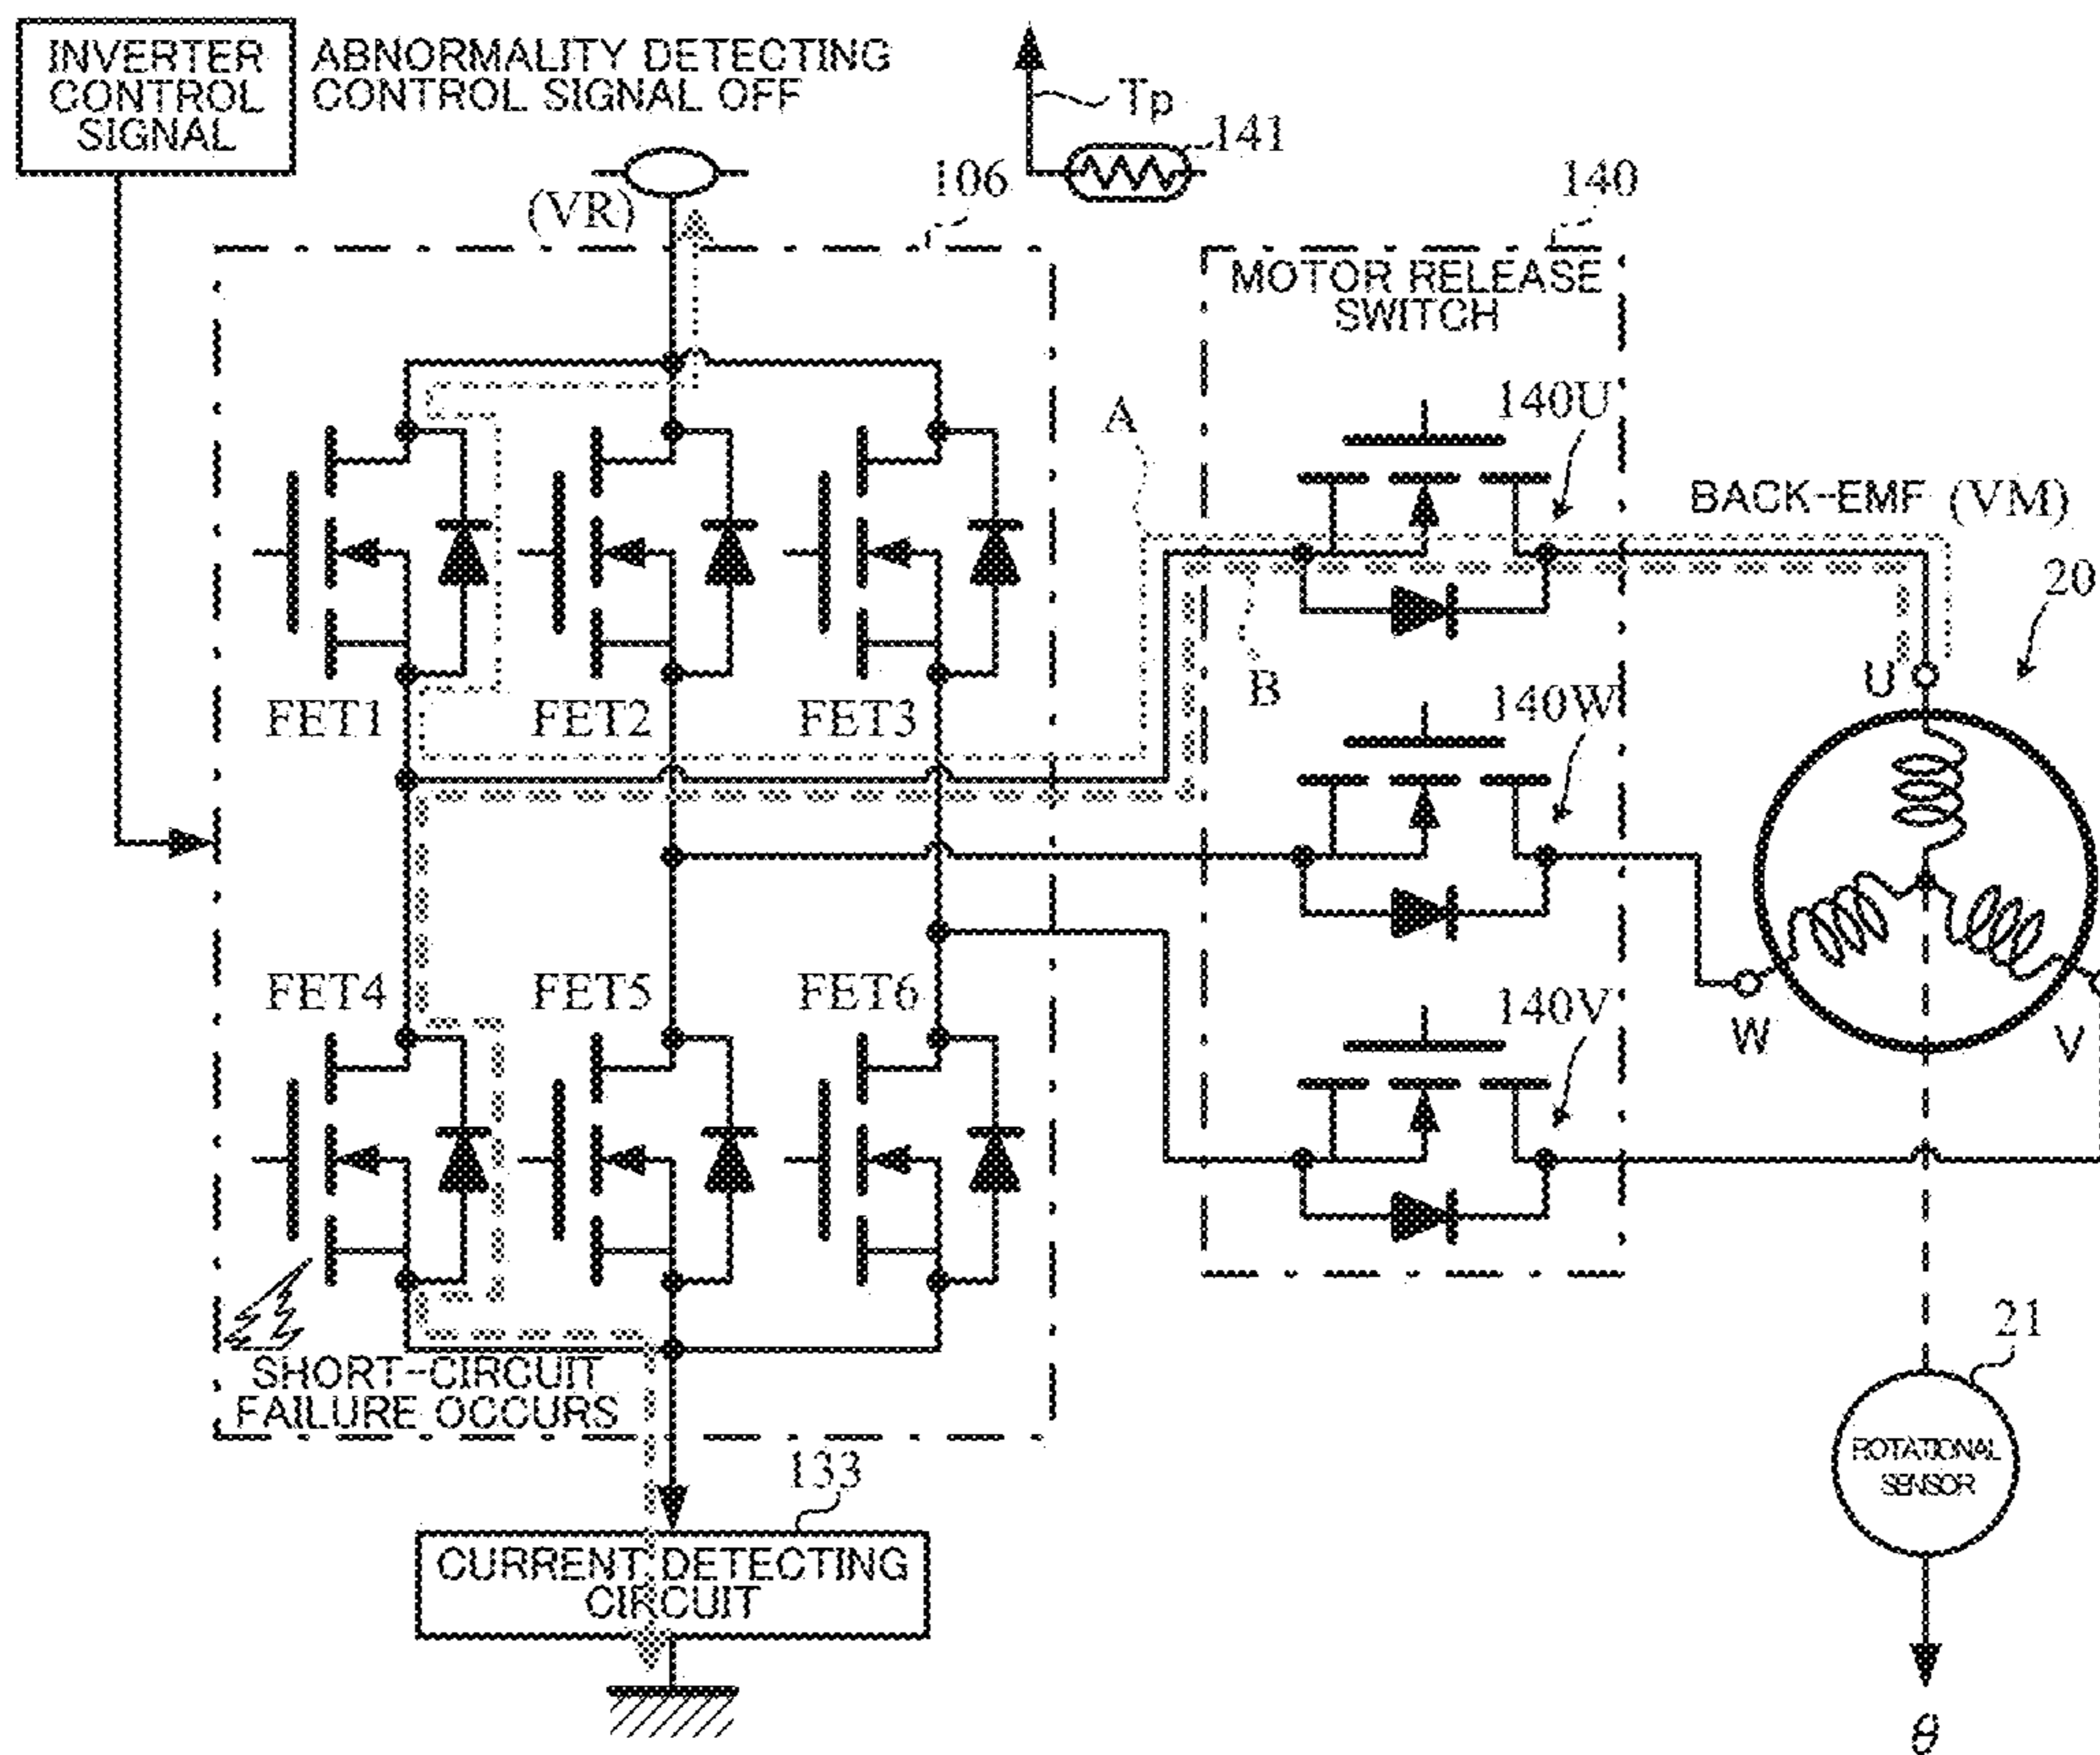 INVERTER
CONTROL
SIGNAL
ABNORMALITY DETECTING
CONTROL SIGNAL OFF
Tp
141
(VR)
106
140
MOTOR RELEASE
SWITCH
140U
A
BACK-EMF (VM)
20
B
U
FET1
FET2
FET3
140W
FET4
FET5
FET6
140V
W
V
SHORT-CIRCUIT
FAILURE OCCURS
21
ROTATIONAL
SENSOR
133
CURRENT DETECTING
CIRCUIT
θ